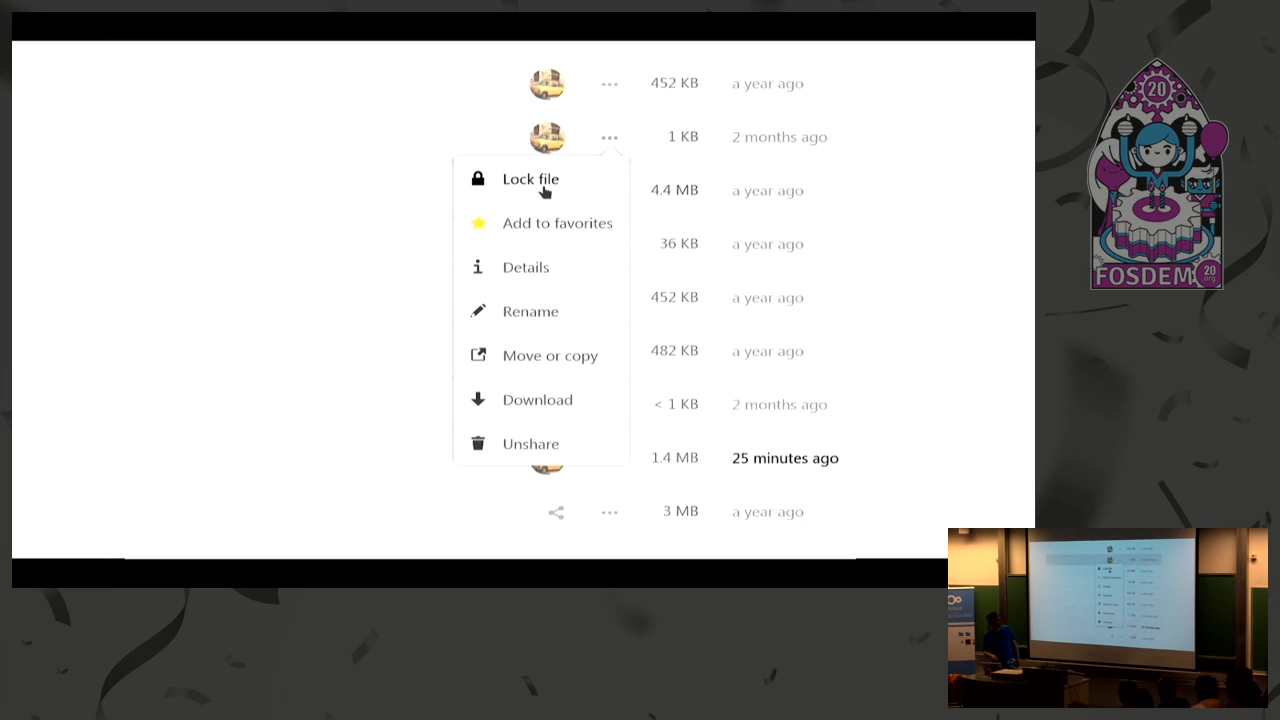 452 KB a year ago
1 KB 2 months ago
Lock file
4.4 MB a year ago
Add to favorites
36 KB a year ago
Details
452 KB a year ago
Rename
482 KB a year ago
Move or copy
Download
< 1 KB 2 months ago
Unshare
1.4 MB 25 minutes ago
3 MB a year ago
20
FOSDEM
20
.org